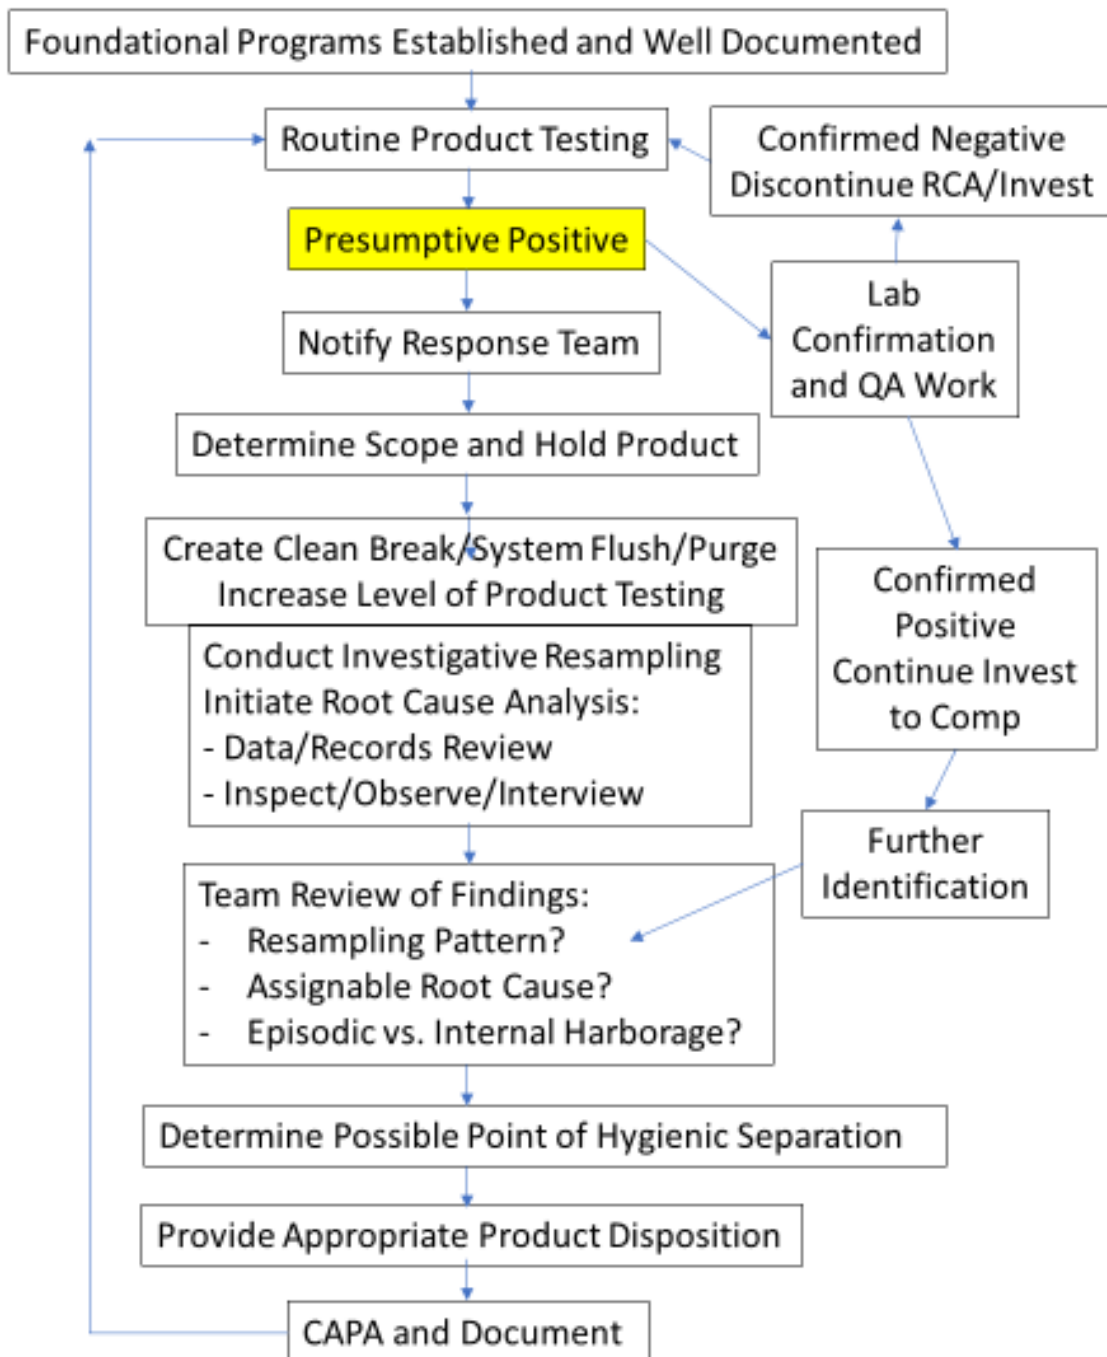 Foundational Programs Established and Well Documented
Routine Product Testing
Confirmed Negative
Discontinue RCA/Invest
Presumptive Positive
Lab
Confirmation
and QA Work
Notify Response Team
Determine Scope and Hold Product
Create Clean Break/System Flush/Purge
Increase Level of Product Testing
Confirmed
Positive
Continue Invest
to Comp
Conduct Investigative Resampling
Initiate Root Cause Analysis:
- Data/Records Review
- Inspect/Observe/Interview
Further
Identification
Team Review of Findings:
- Resampling Pattern?
- Assignable Root Cause?
- Episodic vs. Internal Harborage?
Determine Possible Point of Hygienic Separation
Provide Appropriate Product Disposition
CAPA and Document